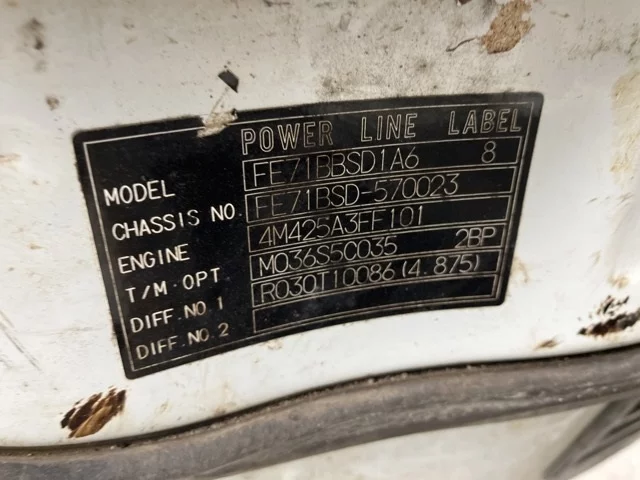 POWER LINE LABEL
MODEL FE71BBSD1A6 8
CHASSIS NO. FE71BSD-570023
ENGINE 4M425A3FF101
T/M·OPT M036S50035 2BP
DIFF.NO.1 R030T10086(4.875)
DIFF.NO.2